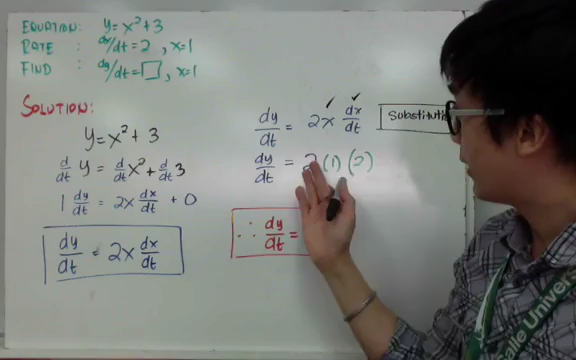 EQUATION: y = x² + 3
RATE : dx/dt = 2 , x = 1
FIND : dy/dt = □ , x = 1
SOLUTION:
y = x² + 3
d/dt y = d/dt x² + d/dt 3
1 dy/dt = 2x dx/dt + 0
dy/dt = 2x dx/dt
dy/dt = 2x dx/dt
dy/dt = 2 (1) (2)
∴ dy/dt =